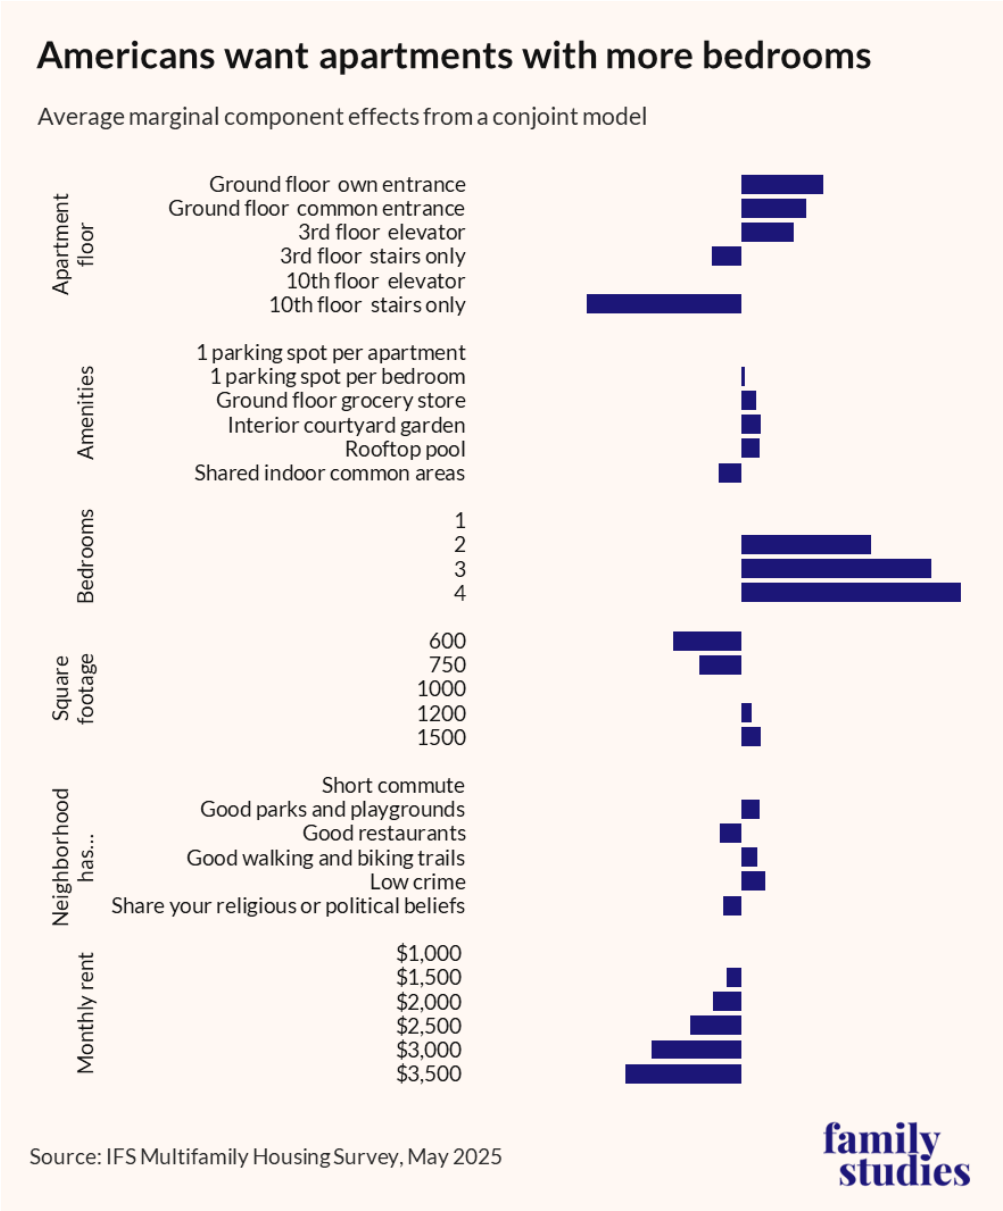 Americans want apartments with more bedrooms
Average marginal component effects from a conjoint model
Apartment
floor
Ground floor own entrance
Ground floor common entrance
3rd floor elevator
3rd floor stairs only
10th floor elevator
10th floor stairs only
Amenities
1 parking spot per apartment
1 parking spot per bedroom
Ground floor grocery store
Interior courtyard garden
Rooftop pool
Shared indoor common areas
Bedrooms
1
2
3
4
Square
footage
600
750
1000
1200
1500
Neighborhood
has...
Short commute
Good parks and playgrounds
Good restaurants
Good walking and biking trails
Low crime
Share your religious or political beliefs
Monthly rent
$1,000
$1,500
$2,000
$2,500
$3,000
$3,500
Source: IFS Multifamily Housing Survey, May 2025
family
studies